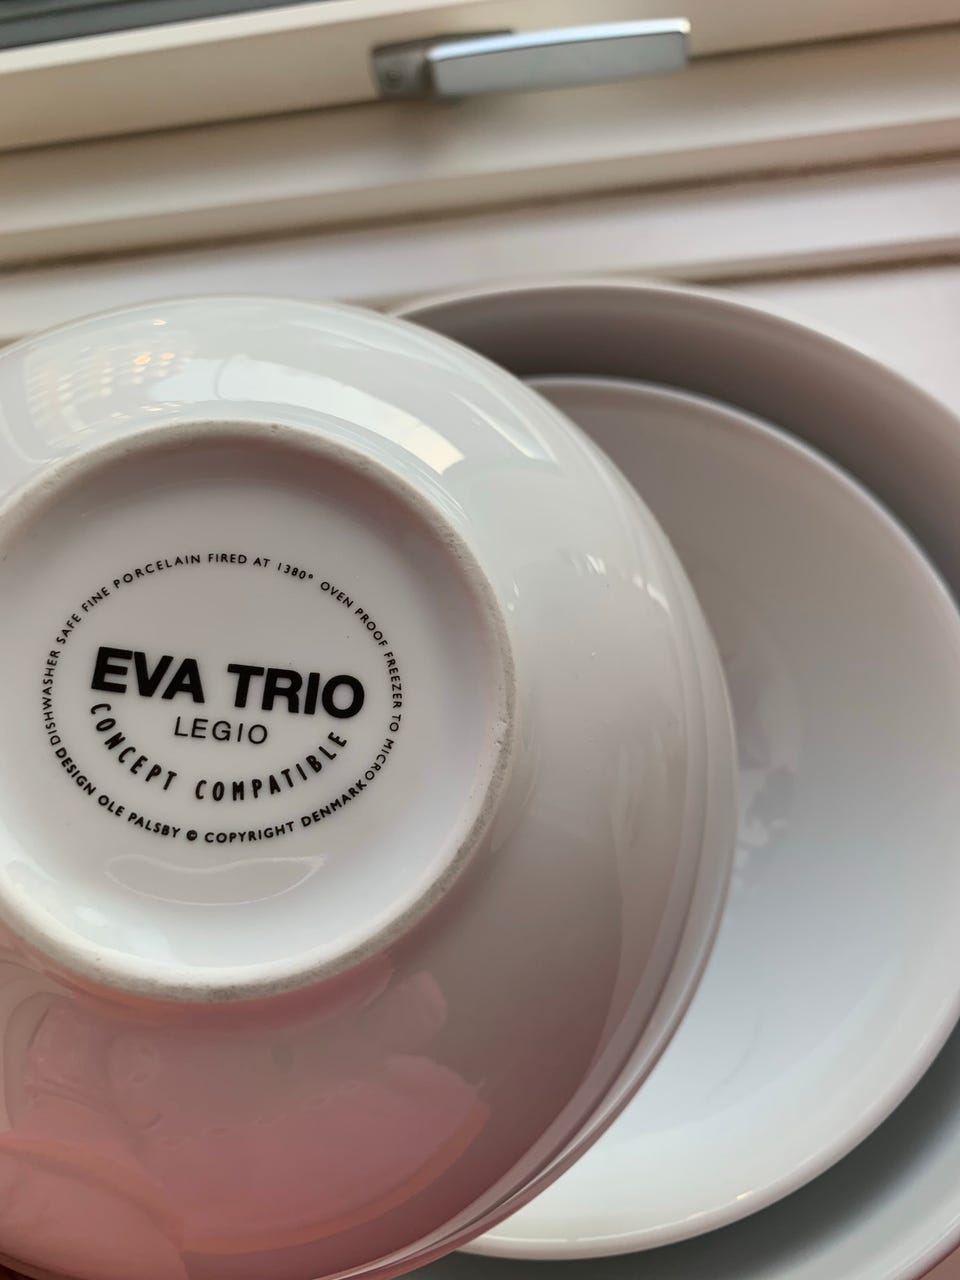 DISHWASHER SAFE FINE PORCELAIN FIRED AT 1380° OVEN PROOF FREEZER TO MICRO
EVA TRIO
LEGIO
CONCEPT COMPATIBLE
DESIGN OLE PALSBY © COPYRIGHT DENMARK